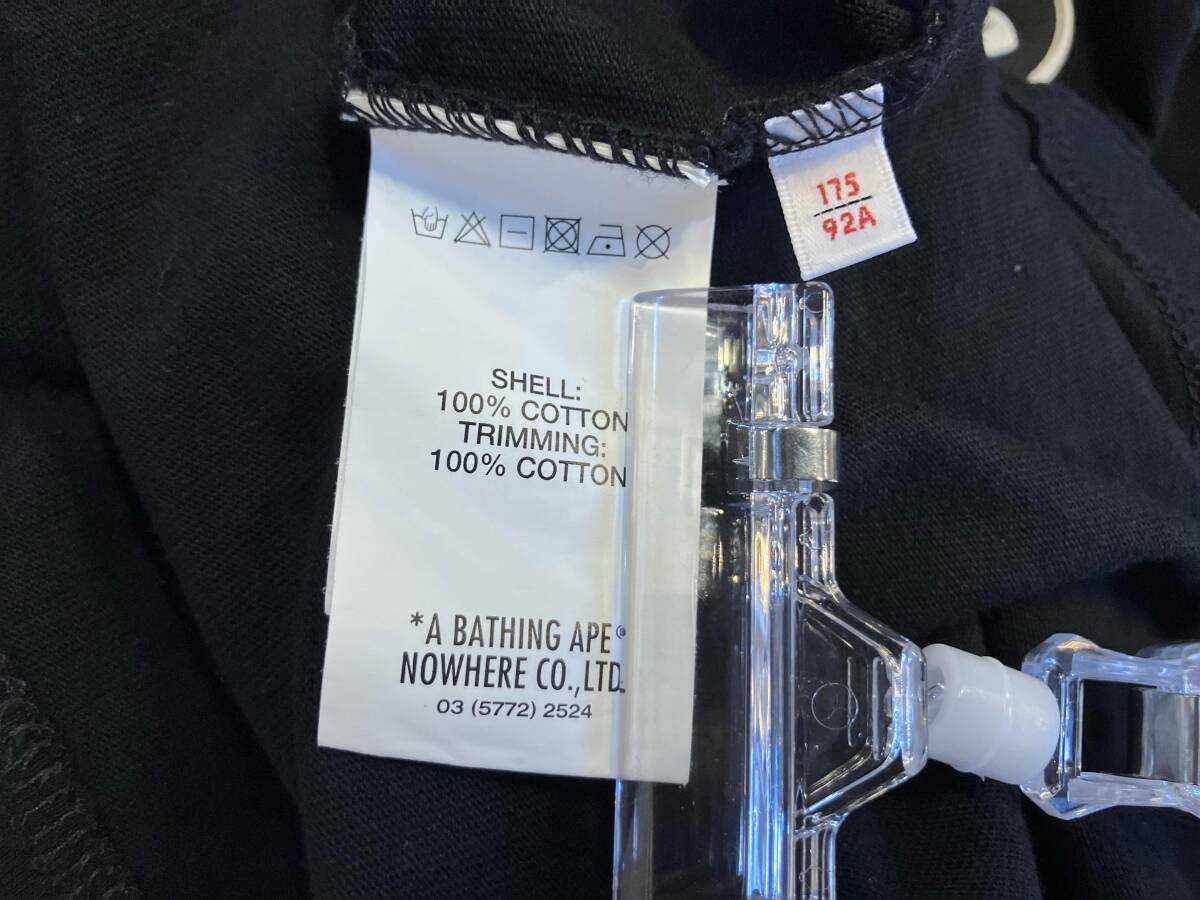 175
92A
SHELL:
100% COTTON
TRIMMING:
100% COTTON
*A BATHING APE®
NOWHERE CO.,LTD.
03 (5772) 2524